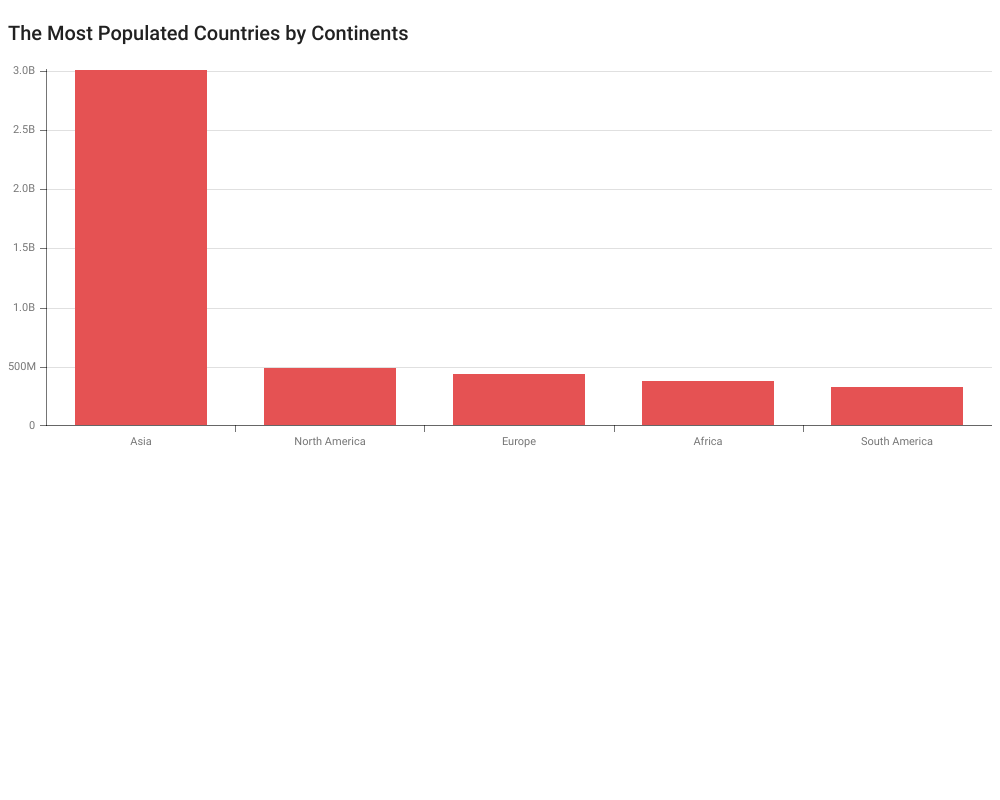 The Most Populated Countries by Continents
3.0B
2.5B
2.0B
1.5B
1.0B
500M
0
Asia
North America
Europe
Africa
South America